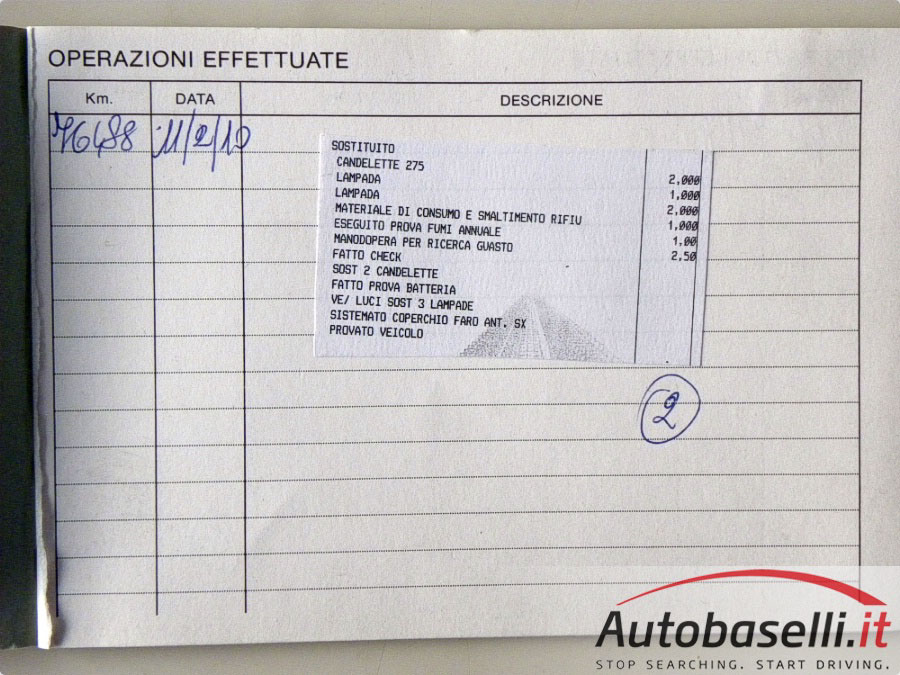 OPERAZIONI EFFETTUATE
Km. DATA DESCRIZIONE
76488 11/2/10
SOSTITUITO
CANDELETTE 275 2,000
LAMPADA 1,000
LAMPADA 2,000
MATERIALE DI CONSUMO E SMALTIMENTO RIFIU 1,000
ESEGUITO PROVA FUMI ANNUALE 1,00
MANODOPERA PER RICERCA GUASTO 2,50
FATTO CHECK
SOST 2 CANDELETTE
FATTO PROVA BATTERIA
VE/ LUCI SOST 3 LAMPADE
SISTEMATO COPERCHIO FARO ANT. SX
PROVATO VEICOLO
2
Autobaselli.it
STOP SEARCHING. START DRIVING.